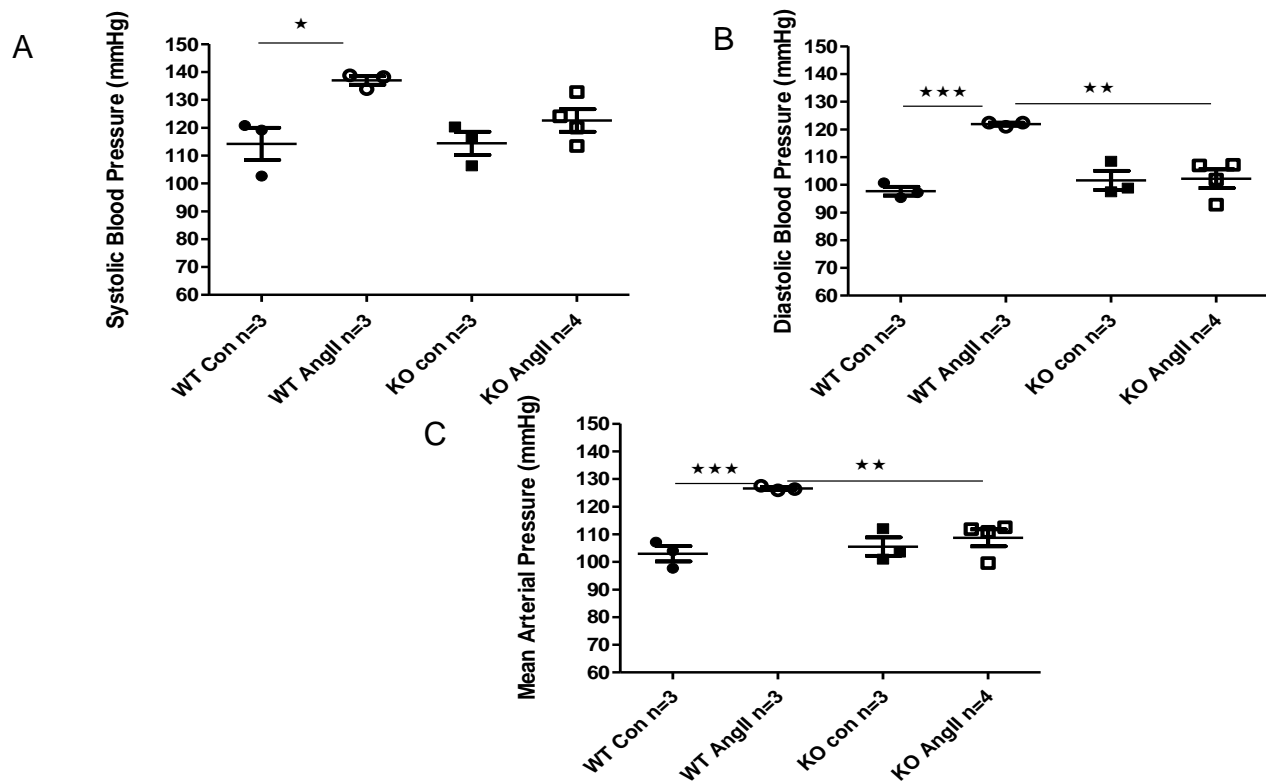 A
Systolic Blood Pressure (mmHg)
150
140
130
120
110
100
90
80
70
60
★
WT Con n=3
WT AngII n=3
KO con n=3
KO AngII n=4
B
Diastolic Blood Pressure (mmHg)
150
140
130
120
110
100
90
80
70
60
★★★
★★
WT Con n=3
WT AngII n=3
KO con n=3
KO AngII n=4
C
Mean Arterial Pressure (mmHg)
150
140
130
120
110
100
90
80
70
60
★★★
★★
WT Con n=3
WT AngII n=3
KO con n=3
KO AngII n=4